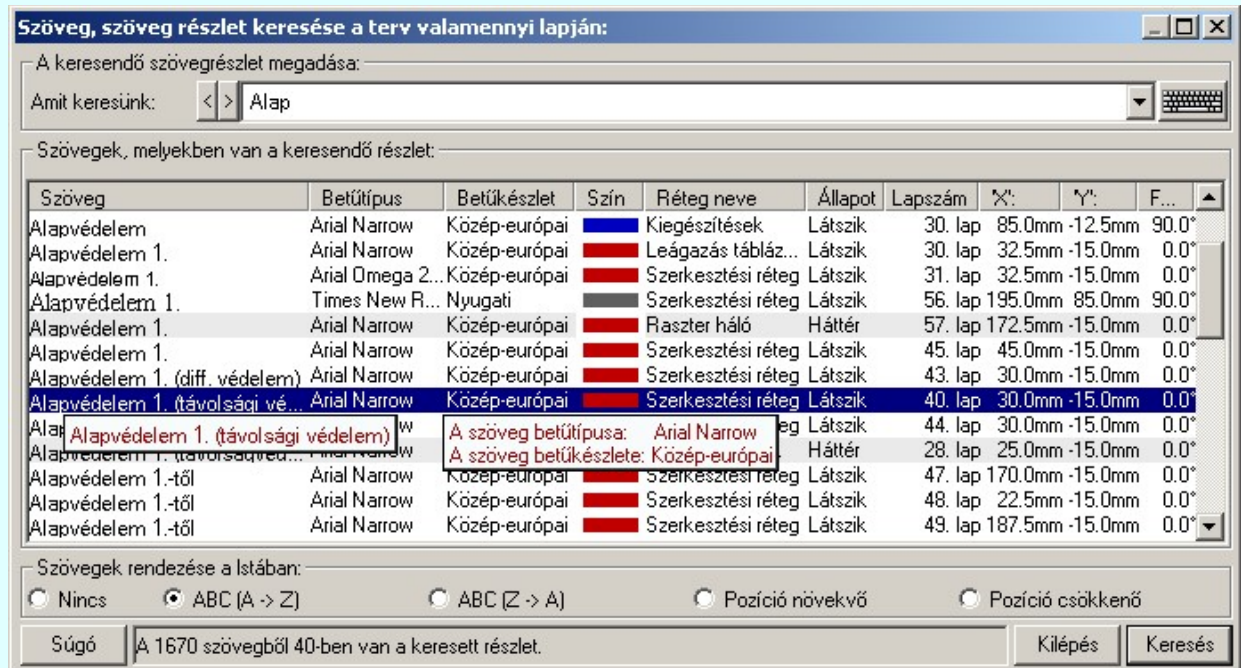 Szöveg, szöveg részlet keresése a terv valamennyi lapján:
A keresendő szövegrészlet megadása:
Amit keresünk: < > Alap
Szövegek, melyekben van a keresendő részlet:
Szöveg Betűtípus Betűkészlet Szín Réteg neve Állapot Lapszám 'X': 'Y': F...
Alapvédelem Arial Narrow Közép-európai Kiegészítések Látszik 30. lap 85.0mm -12.5mm 90.0°
Alapvédelem 1. Arial Narrow Közép-európai Leágazás tábláz... Látszik 30. lap 32.5mm -15.0mm 0.0°
Alapvédelem 1. Arial Omega 2... Közép-európai Szerkesztési réteg Látszik 31. lap 32.5mm -15.0mm 0.0°
Alapvédelem 1. Times New R... Nyugati Szerkesztési réteg Látszik 56. lap 195.0mm 85.0mm 90.0°
Alapvédelem 1. Arial Narrow Közép-európai Raszter háló Háttér 57. lap 172.5mm -15.0mm 0.0°
Alapvédelem 1. Arial Narrow Közép-európai Szerkesztési réteg Látszik 45. lap 45.0mm -15.0mm 0.0°
Alapvédelem 1. (diff. védelem) Arial Narrow Közép-európai Szerkesztési réteg Látszik 43. lap 30.0mm -15.0mm 0.0°
Alapvédelem 1. (távolsági vé... Arial Narrow Közép-európai Szerkesztési réteg Látszik 40. lap 30.0mm -15.0mm 0.0°
Látszik 44. lap 30.0mm -15.0mm 0.0°
Alapvédelem 1. (távolsági védelem)
A szöveg betűtípusa: Arial Narrow
A szöveg betűkészlete: Közép-európai
Háttér 28. lap 25.0mm -15.0mm 0.0°
Alapvédelem 1.-től Arial Narrow Közép-európai Szerkesztési réteg Látszik 47. lap 170.0mm -15.0mm 0.0°
Alapvédelem 1.-től Arial Narrow Közép-európai Szerkesztési réteg Látszik 48. lap 22.5mm -15.0mm 0.0°
Alapvédelem 1.-től Arial Narrow Közép-európai Szerkesztési réteg Látszik 49. lap 187.5mm -15.0mm 0.0°
Szövegek rendezése a lstában:
Nincs ABC (A -> Z) ABC (Z -> A) Pozíció növekvő Pozíció csökkenő
Súgó A 1670 szövegből 40-ben van a keresett részlet. Kilépés Keresés